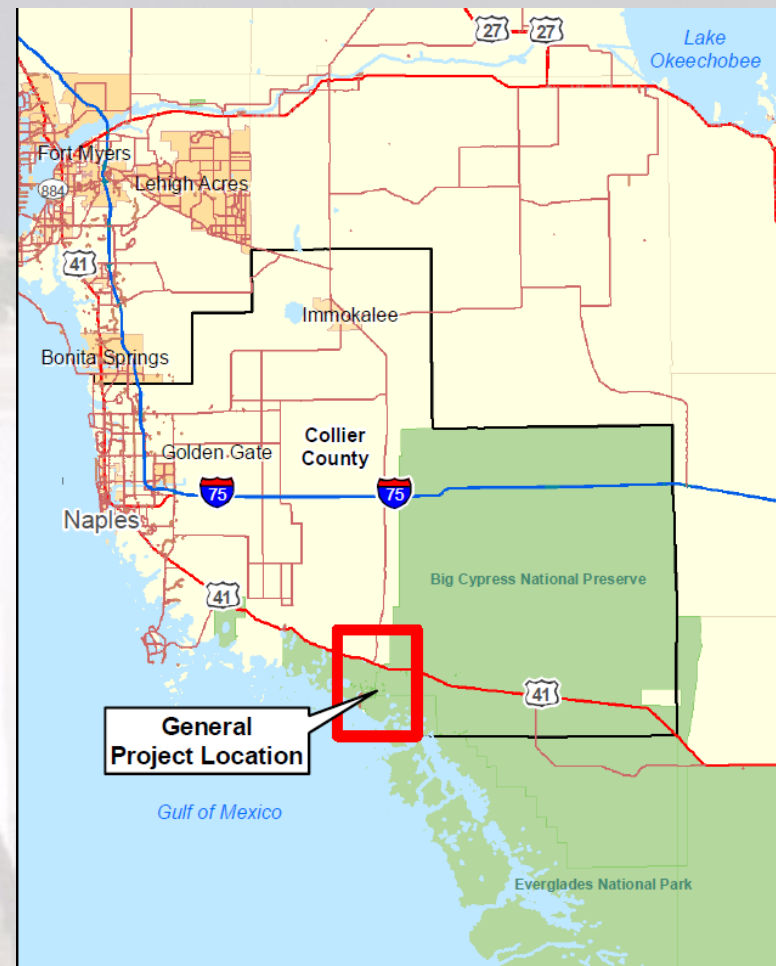 27
27
Lake
Okeechobee
Fort Myers
Lehigh Acres
884
41
Immokalee
Bonita Springs
Collier
County
Golden Gate
75
75
Naples
Big Cypress National Preserve
41
41
General
Project Location
Gulf of Mexico
Everglades National Park